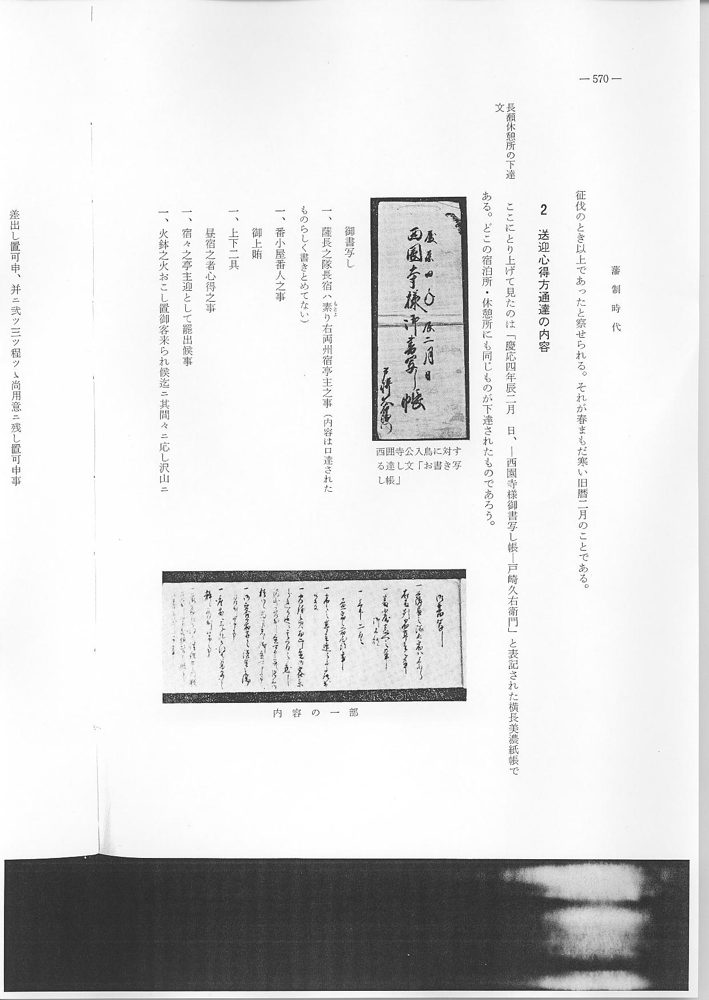 ― 570 ―
藩制時代
征伐のとき以上であったと察せられる。それが春まもだ寒い旧暦二月のことである。
2 送迎心得方通達の内容
長瀬休憩所の下達
文
ここにとり上げて見たのは「慶応四年辰二月　日、―西園寺様御書写し帳―戸崎久右衛門」と表記された横長美濃紙帳で
ある。どこの宿泊所・休憩所にも同じものが下達されたものであろう。
慶応四年辰二月日
西園寺様御書写し帳
戸崎久右衛門
西囲寺公入鳥に対す
る達し文「お書き写
し帳」
御書写し
一、薩長之隊長宿ハ素り右両州宿亭主之事（内容は口達された
もとよ
ものらしく書きとめてない）
一、番小屋番人之事
御上賄
一、上下二具
昼宿之者心得之事
一、宿々之亭主迎として罷出候事
一、火鉢之火おこし置御客来られ候迄ニ其間々ニ応し沢山ニ
内容の一部
差出し置可申、并ニ弐ッ三ッ程ッゝ尚用意ニ残し置可申事